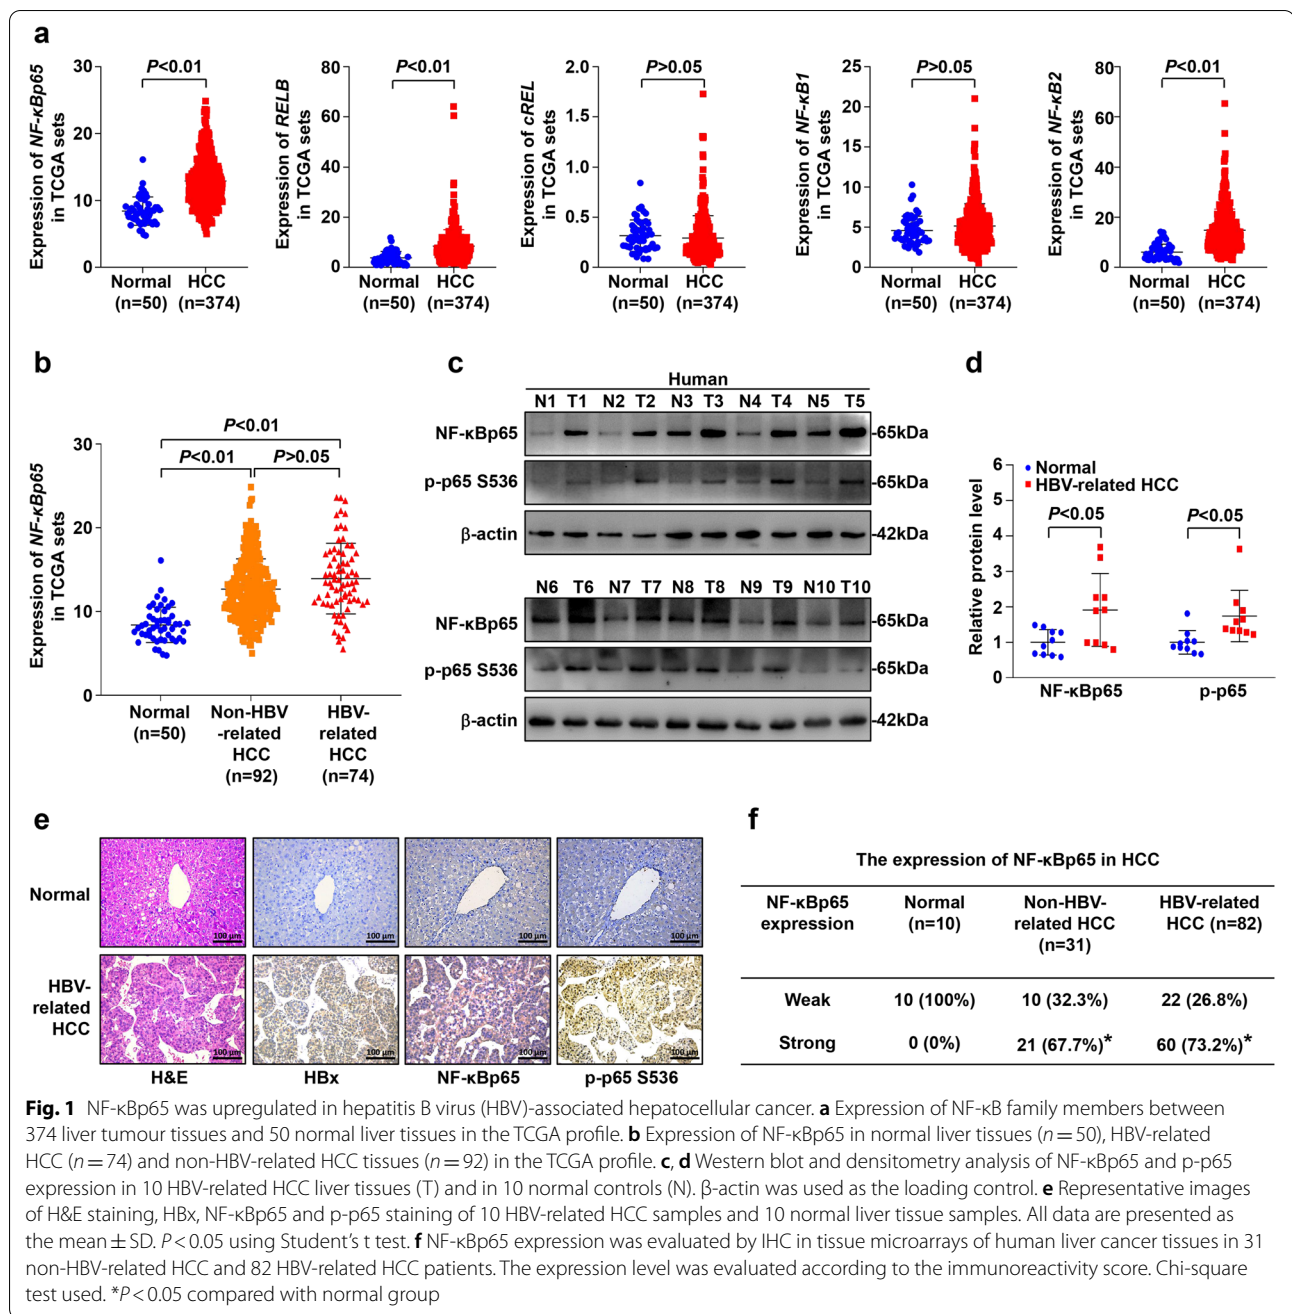 a
P<0.01
Expression of NF-κBp65
in TCGA sets
30
20
10
0
Normal
(n=50)
HCC
(n=374)
P<0.01
Expression of RELB
in TCGA sets
80
60
40
20
0
Normal
(n=50)
HCC
(n=374)
P>0.05
Expression of cREL
in TCGA sets
2.0
1.5
1.0
0.5
0.0
Normal
(n=50)
HCC
(n=374)
P>0.05
Expression of NF-κB1
in TCGA sets
25
20
15
10
5
0
Normal
(n=50)
HCC
(n=374)
P<0.01
Expression of NF-κB2
in TCGA sets
80
60
40
20
0
Normal
(n=50)
HCC
(n=374)
b
P<0.01
P<0.01
P>0.05
Expression of NF-κBp65
in TCGA sets
30
20
10
0
Normal
(n=50)
Non-HBV
-related
HCC
(n=92)
HBV-
related
HCC
(n=74)
c
Human
N1 T1 N2 T2 N3 T3 N4 T4 N5 T5
NF-κBp65 -65kDa
p-p65 S536 -65kDa
β-actin -42kDa
N6 T6 N7 T7 N8 T8 N9 T9 N10 T10
NF-κBp65
p-p65 S536 -65kDa
β-actin -42kDa
d
Normal
HBV-related HCC
P<0.05
P<0.05
Relative protein level
6
5
4
3
2
1
0
NF-κBp65
p-p65
e
Normal
100 μm
100 μm
100 μm
100 μm
HBV-
related
HCC
100 μm
100 μm
100 μm
100 μm
H&E
HBx
NF-κBp65
p-p65 S536
f
The expression of NF-κBp65 in HCC
NF-κBp65
expression
Normal
(n=10)
Non-HBV-
related HCC
(n=31)
HBV-related
HCC (n=82)
Weak 10 (100%) 10 (32.3%) 22 (26.8%)
Strong 0 (0%) 21 (67.7%)* 60 (73.2%)*
Fig. 1 NF-κBp65 was upregulated in hepatitis B virus (HBV)-associated hepatocellular cancer. a Expression of NF-κB family members between
374 liver tumour tissues and 50 normal liver tissues in the TCGA profile. b Expression of NF-κBp65 in normal liver tissues (n = 50), HBV-related
HCC (n = 74) and non-HBV-related HCC tissues (n = 92) in the TCGA profile. c, d Western blot and densitometry analysis of NF-κBp65 and p-p65
expression in 10 HBV-related HCC liver tissues (T) and in 10 normal controls (N). β-actin was used as the loading control. e Representative images
of H&E staining, HBx, NF-κBp65 and p-p65 staining of 10 HBV-related HCC samples and 10 normal liver tissue samples. All data are presented as
the mean ± SD. P < 0.05 using Student's t test. f NF-κBp65 expression was evaluated by IHC in tissue microarrays of human liver cancer tissues in 31
non-HBV-related HCC and 82 HBV-related HCC patients. The expression level was evaluated according to the immunoreactivity score. Chi-square
test used. *P < 0.05 compared with normal group